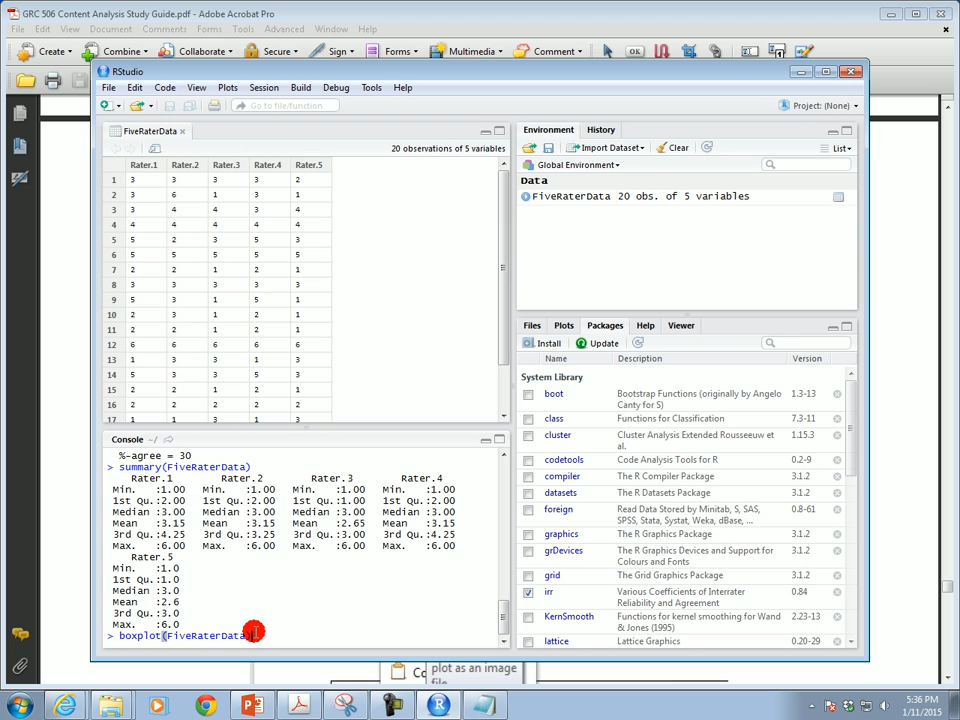 GRC 506 Content Analysis Study Guide.pdf - Adobe Acrobat Pro
File Edit View Document Comments Forms Tools Advanced Window Help
Create Combine Collaborate Secure Sign Forms Multimedia Comment
RStudio
File Edit Code View Plots Session Build Debug Tools Help
Go to file/function Project: (None)
FiveRaterData
20 observations of 5 variables
Rater.1 Rater.2 Rater.3 Rater.4 Rater.5
1 3 3 3 3 2
2 3 6 1 3 1
3 3 4 4 3 4
4 4 4 4 4 4
5 5 2 3 5 3
6 5 5 5 5 5
7 2 2 1 2 1
8 3 3 3 3 3
9 5 3 1 5 1
10 2 3 1 2 1
11 2 2 1 2 1
12 6 6 6 6 6
13 1 3 3 1 3
14 5 3 3 5 3
15 2 2 1 2 1
16 2 2 2 2 2
17 1 1 3 1 3
Console ~/
%-agree = 30
> summary(FiveRaterData)
Rater.1 Rater.2 Rater.3 Rater.4
Min. :1.00 Min. :1.00 Min. :1.00 Min. :1.00
1st Qu.:2.00 1st Qu.:2.00 1st Qu.:1.00 1st Qu.:2.00
Median :3.00 Median :3.00 Median :3.00 Median :3.00
Mean :3.15 Mean :3.15 Mean :2.65 Mean :3.15
3rd Qu.:4.25 3rd Qu.:3.25 3rd Qu.:3.00 3rd Qu.:4.25
Max. :6.00 Max. :6.00 Max. :6.00 Max. :6.00
Rater.5
Min. :1.0
1st Qu.:1.0
Median :3.0
Mean :2.6
3rd Qu.:3.0
Max. :6.0
> boxplot(FiveRaterData)
Environment History
Import Dataset Clear List
Global Environment
Data
FiveRaterData 20 obs. of 5 variables
Files Plots Packages Help Viewer
Install Update
Name Description Version
System Library
boot Bootstrap Functions (originally by Angelo Canty for S) 1.3-13
class Functions for Classification 7.3-11
cluster Cluster Analysis Extended Rousseeuw et al. 1.15.3
codetools Code Analysis Tools for R 0.2-9
compiler The R Compiler Package 3.1.2
datasets The R Datasets Package 3.1.2
foreign Read Data Stored by Minitab, S, SAS, SPSS, Stata, Systat, Weka, dBase, ... 0.8-61
graphics The R Graphics Package 3.1.2
grDevices The R Graphics Devices and Support for Colours and Fonts 3.1.2
grid The Grid Graphics Package 3.1.2
irr Various Coefficients of Interrater Reliability and Agreement 0.84
KernSmooth Functions for kernel smoothing for Wand & Jones (1995) 2.23-13
lattice Lattice Graphics 0.20-29
plot as an image
file.
5:36 PM
1/11/2015